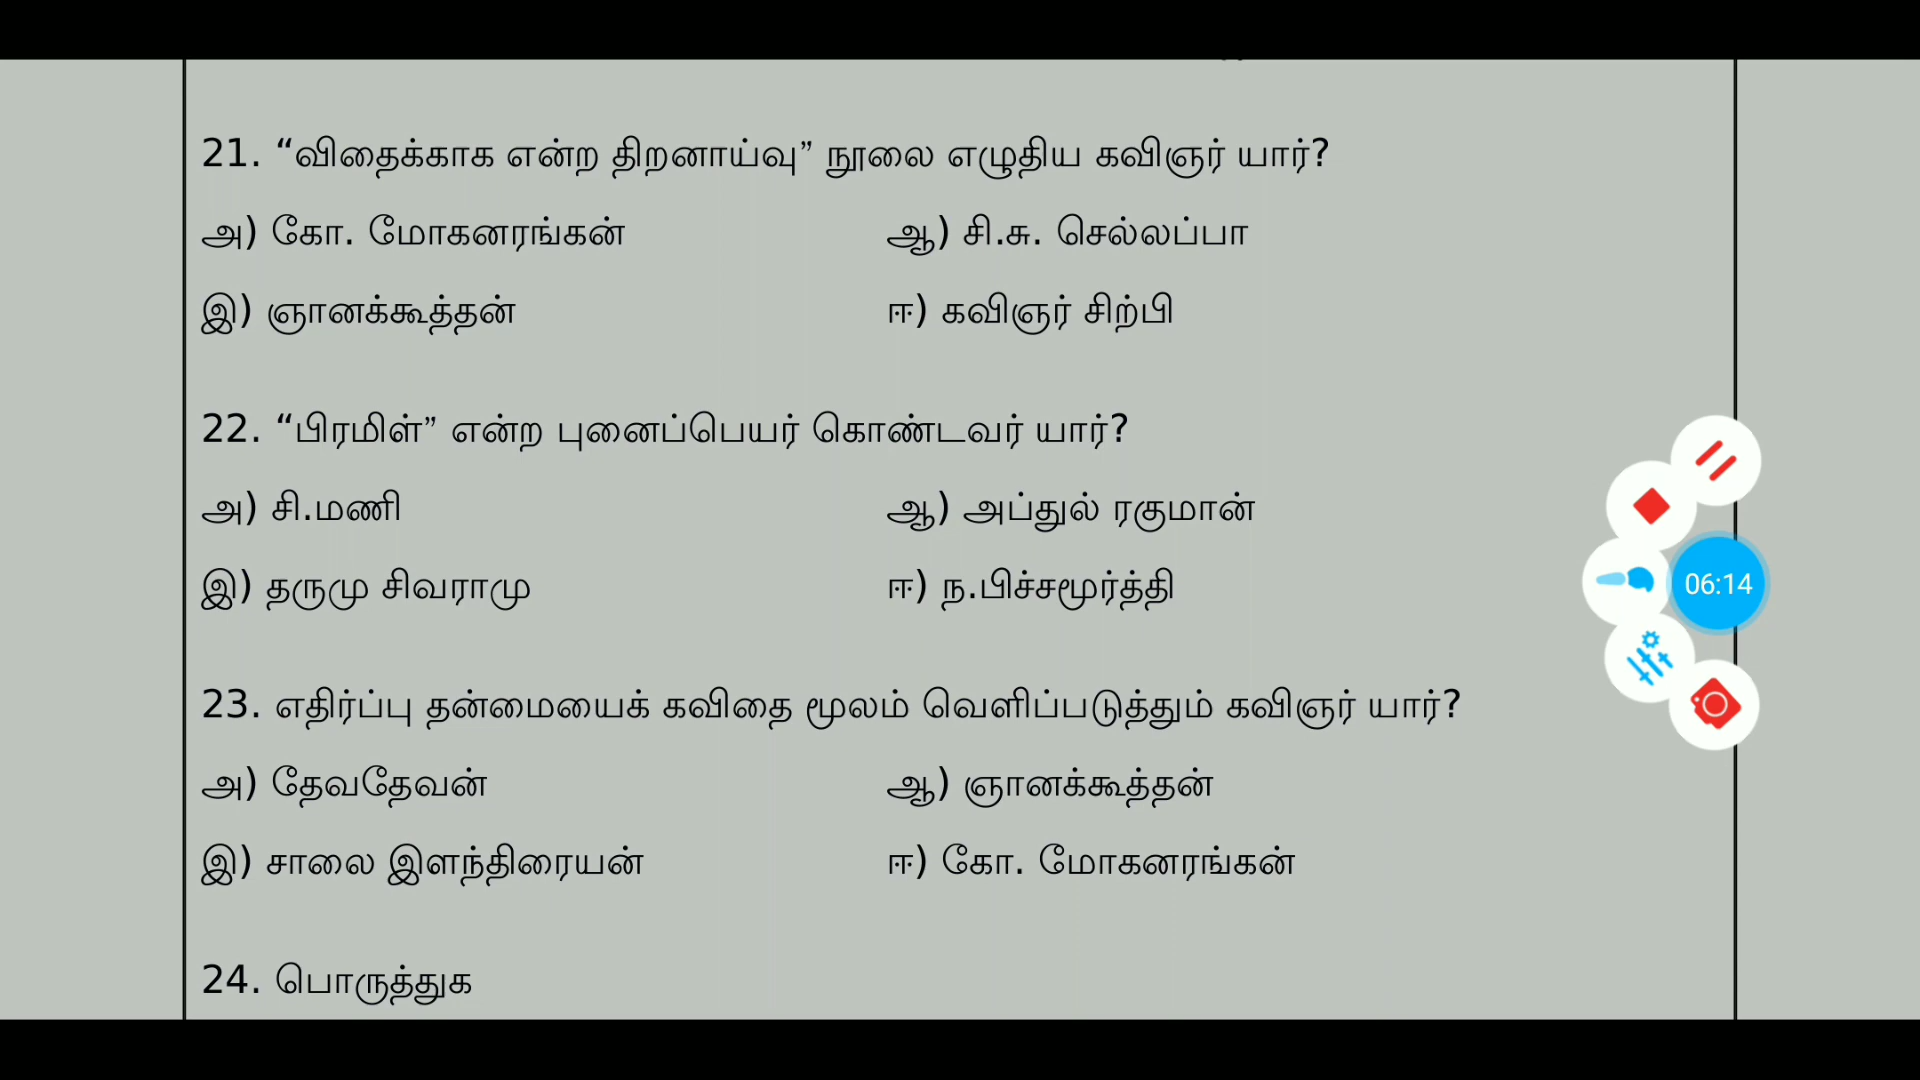 21. “விதைக்காக என்ற திறனாய்வு” நூலை எழுதிய கவிஞர் யார்?
அ) கோ. மோகனரங்கன் ஆ) சி.சு. செல்லப்பா
இ) ஞானக்கூத்தன் ஈ) கவிஞர் சிற்பி
22. “பிரமிள்” என்ற புனைப்பெயர் கொண்டவர் யார்?
அ) சி.மணி ஆ) அப்துல் ரகுமான்
இ) தருமு சிவராமு ஈ) ந.பிச்சமூர்த்தி
06:14
23. எதிர்ப்பு தன்மையைக் கவிதை மூலம் வெளிப்படுத்தும் கவிஞர் யார்?
அ) தேவதேவன் ஆ) ஞானக்கூத்தன்
இ) சாலை இளந்திரையன் ஈ) கோ. மோகனரங்கன்
24. பொருத்துக